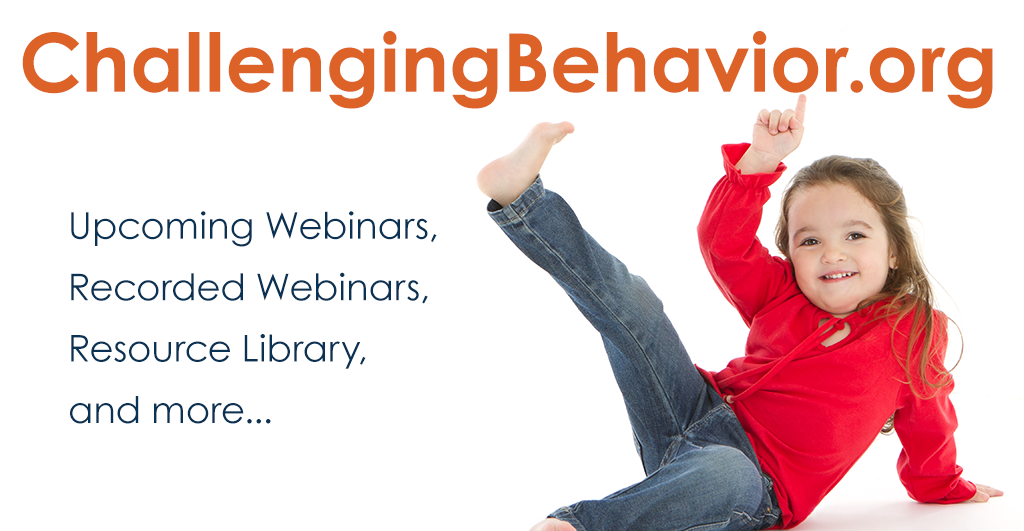 ChallengingBehavior.org
Upcoming Webinars,
Recorded Webinars,
Resource Library,
and more...